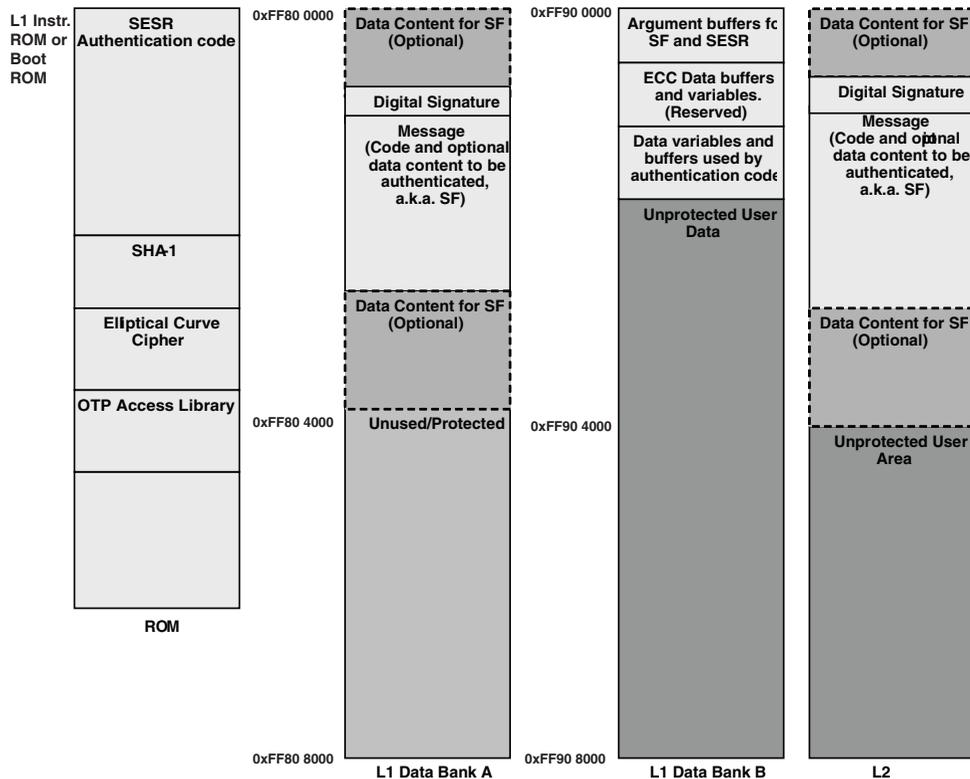 L1 Instr.
ROM or
Boot
ROM
SESR
Authentication code
SHA-1
Elliptical Curve
Cipher
OTP Access Library
ROM
0xFF80 0000
0xFF80 4000
0xFF80 8000
Data Content for SF
(Optional)
Digital Signature
Message
(Code and optional
data content to be
authenticated,
a.k.a. SF)
Data Content for SF
(Optional)
Unused/Protected
L1 Data Bank A
0xFF90 0000
0xFF90 4000
0xFF90 8000
Argument buffers fo
SF and SESR
ECC Data buffers
and variables.
(Reserved)
Data variables and
buffers used by
authentication code
Unprotected User
Data
L1 Data Bank B
Data Content for SF
(Optional)
Digital Signature
Message
(Code and optional
data content to be
authenticated,
a.k.a. SF)
Data Content for SF
(Optional)
Unprotected User
Area
L2